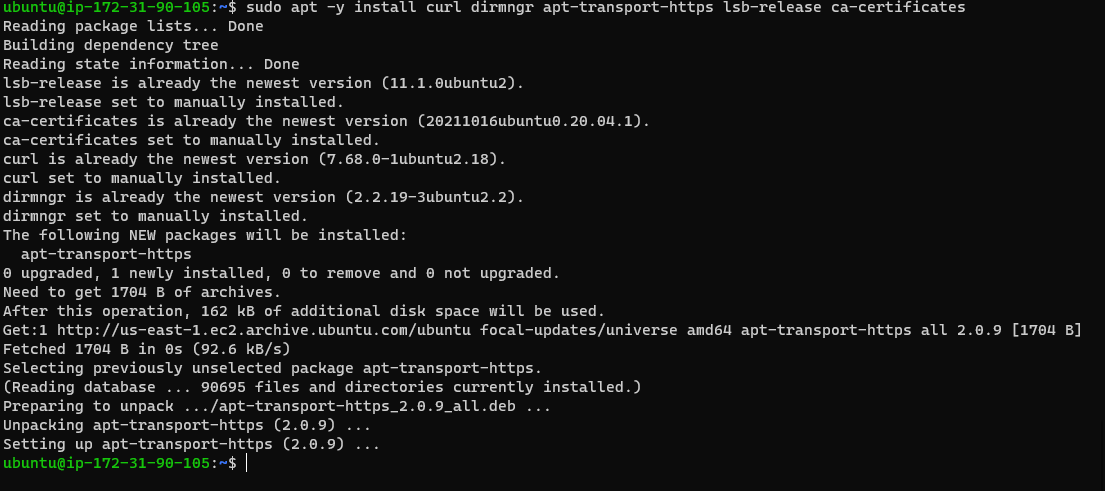 ubuntu@ip-172-31-90-105:~$ sudo apt -y install curl dirmngr apt-transport-https lsb-release ca-certificates
Reading package lists... Done
Building dependency tree
Reading state information... Done
lsb-release is already the newest version (11.1.0ubuntu2).
lsb-release set to manually installed.
ca-certificates is already the newest version (20211016ubuntu0.20.04.1).
ca-certificates set to manually installed.
curl is already the newest version (7.68.0-1ubuntu2.18).
curl set to manually installed.
dirmngr is already the newest version (2.2.19-3ubuntu2.2).
dirmngr set to manually installed.
The following NEW packages will be installed:
  apt-transport-https
0 upgraded, 1 newly installed, 0 to remove and 0 not upgraded.
Need to get 1704 B of archives.
After this operation, 162 kB of additional disk space will be used.
Get:1 http://us-east-1.ec2.archive.ubuntu.com/ubuntu focal-updates/universe amd64 apt-transport-https all 2.0.9 [1704 B]
Fetched 1704 B in 0s (92.6 kB/s)
Selecting previously unselected package apt-transport-https.
(Reading database ... 90695 files and directories currently installed.)
Preparing to unpack .../apt-transport-https_2.0.9_all.deb ...
Unpacking apt-transport-https (2.0.9) ...
Setting up apt-transport-https (2.0.9) ...
ubuntu@ip-172-31-90-105:~$